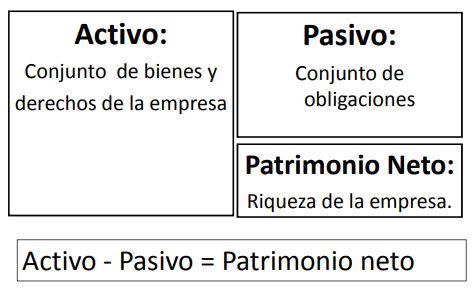 Activo:
Conjunto de bienes y
derechos de la empresa
Pasivo:
Conjunto de
obligaciones
Patrimonio Neto:
Riqueza de la empresa.
Activo - Pasivo = Patrimonio neto